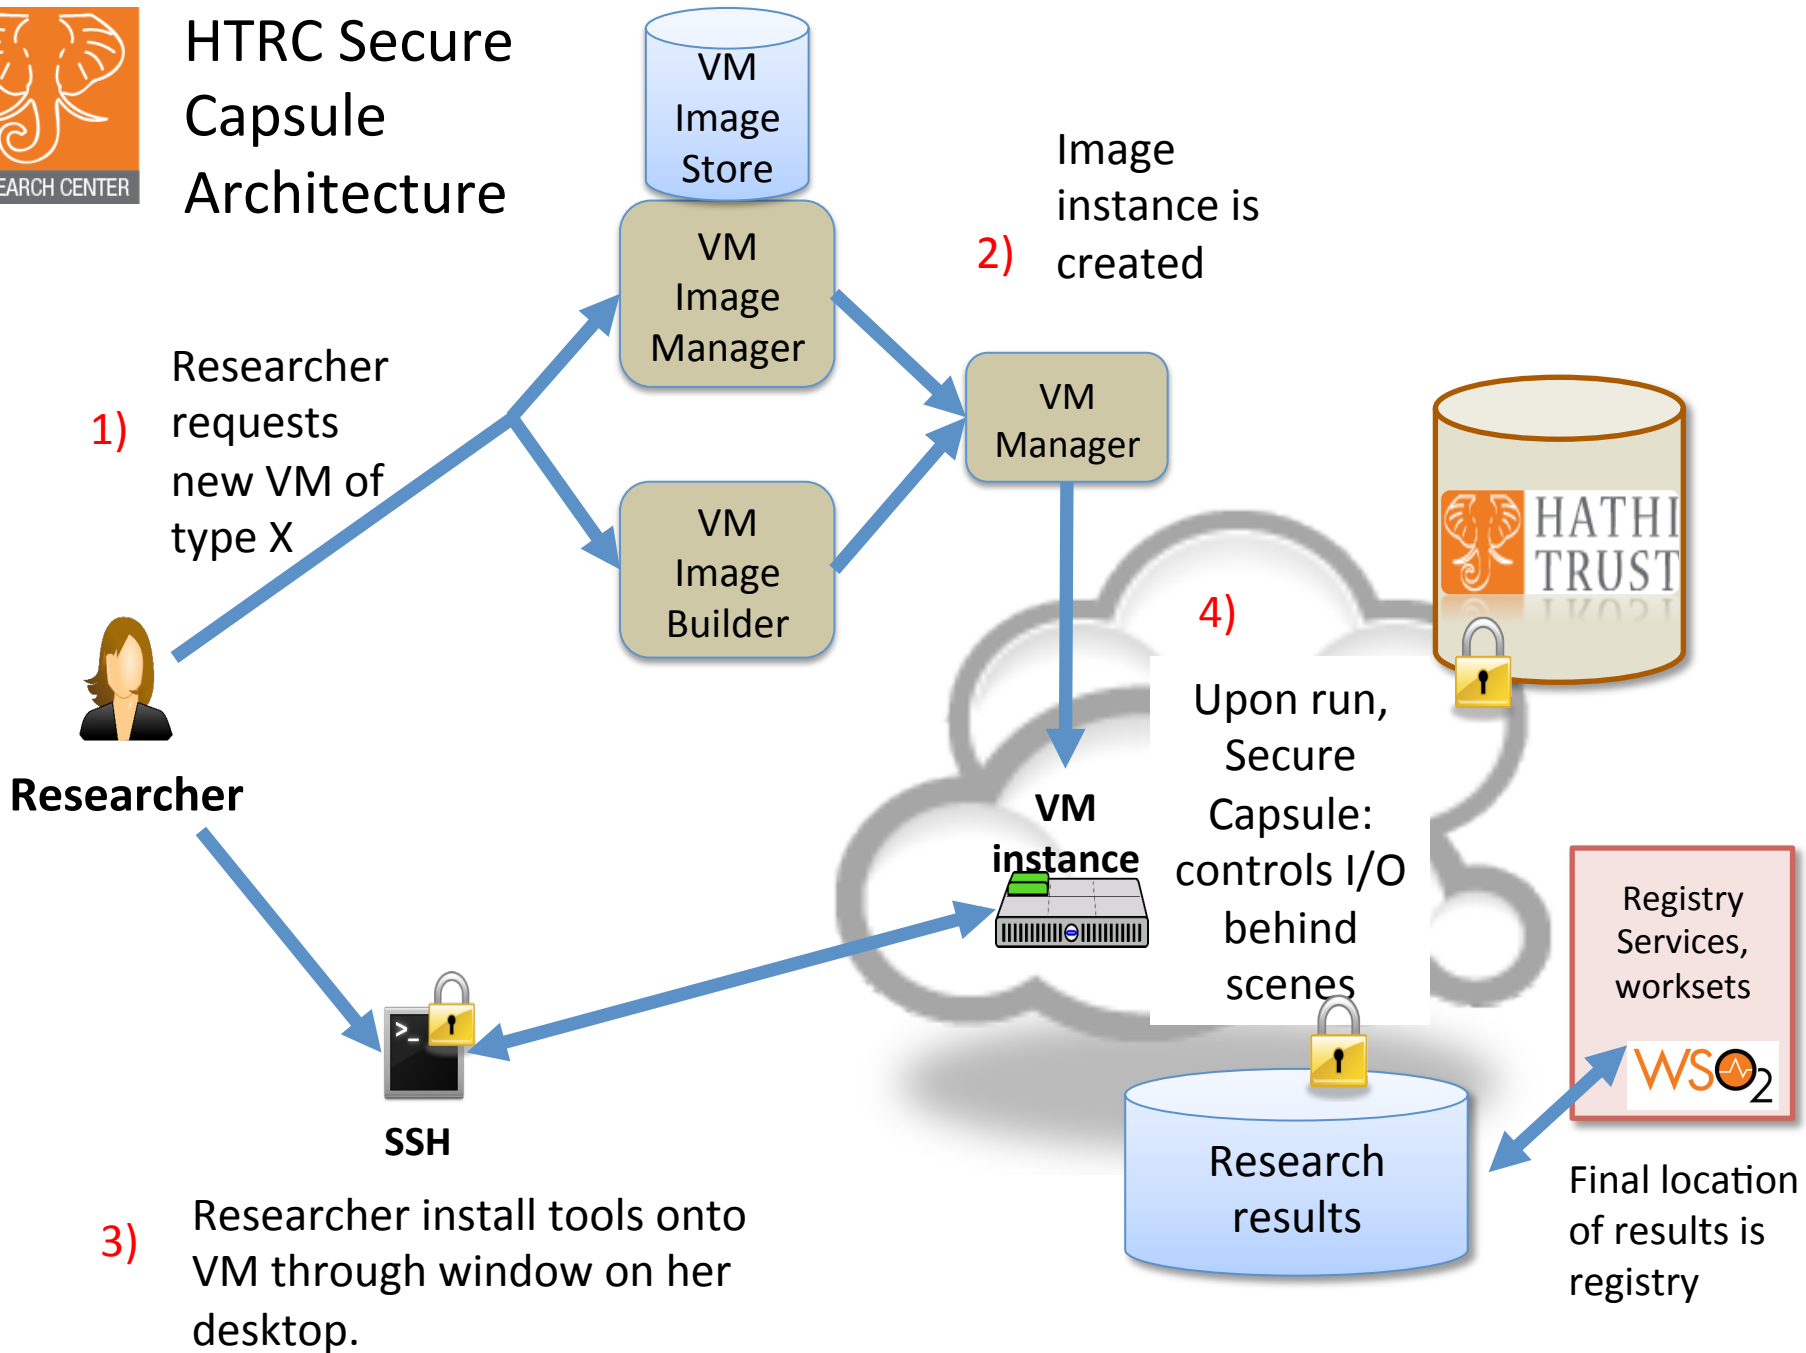 EARCH CENTER
HTRC Secure
Capsule
Architecture
VM
Image
Store
VM
Image
Manager
1)
Researcher
requests
new VM of
type X
2)
Image
instance is
created
VM
Image
Builder
VM
Manager
HATHI
TRUST
Researcher
VM
instance
4)
Upon run,
Secure
Capsule:
controls I/O
behind
scenes
>_
SSH
3)
Researcher install tools onto
VM through window on her
desktop.
Research
results
Registry
Services,
worksets
WSO2
Final location
of results is
registry